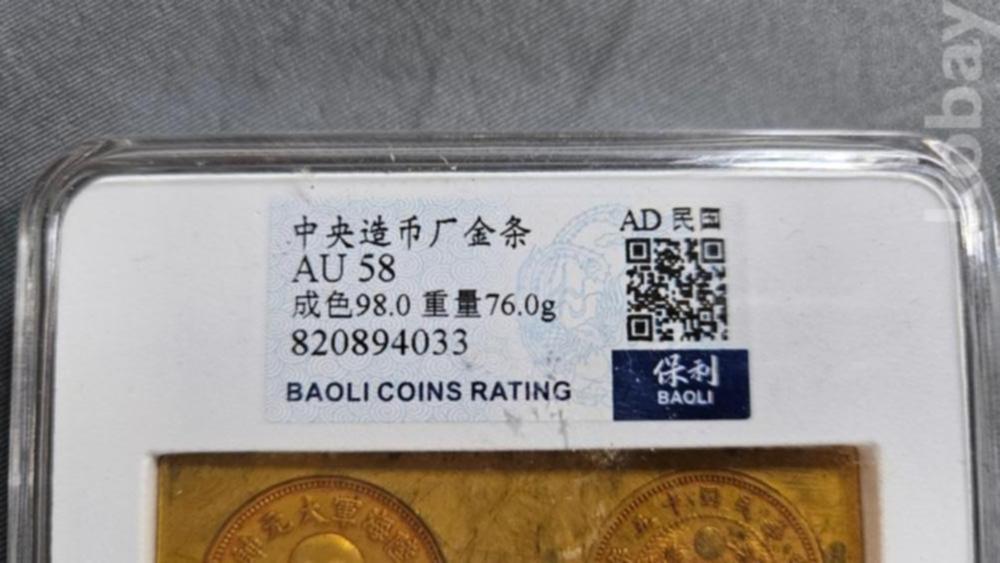 中央造币厂金条
AD 民国
AU 58
成色98.0 重量76.0g
820894033
BAOLI COINS RATING
保利
BAOLI
lobay